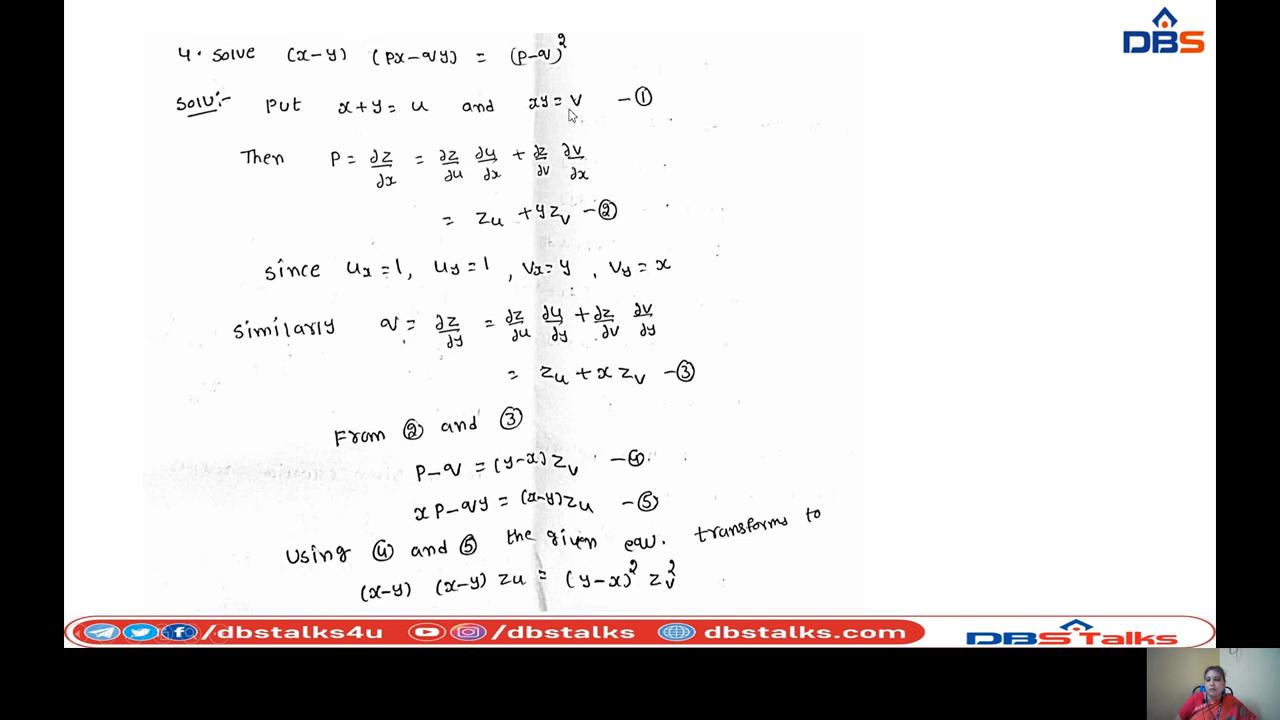 DBS
4. Solve (x-y) (px-qy) = (p-q)²
Solu:- Put x+y = u and xy = v -①
Then P = ∂z/∂x = ∂z/∂u ∂u/∂x + ∂z/∂v ∂v/∂x
= zu + yzv -②
since ux = 1, uy = 1, vx = y, vy = x
similarly q = ∂z/∂y = ∂z/∂u ∂u/∂y + ∂z/∂v ∂v/∂y
= zu + x zv -③
From ② and ③
P-q = (y-x) zv -④
xP-qy = (x-y) zu -⑤
Using ④ and ⑤ the given eqn. transforms to
(x-y) (x-y) zu = (y-x)² zv²
/dbstalks4u /dbstalks dbstalks.com DBS Talks